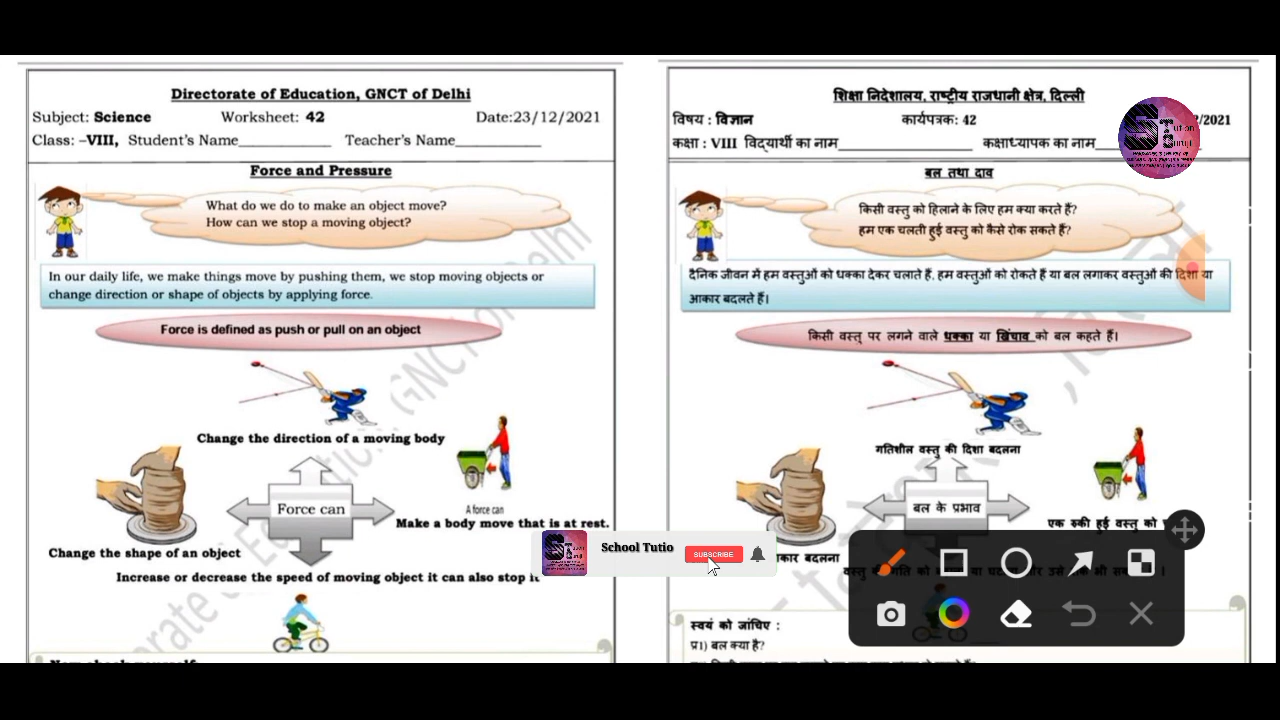 Directorate of Education, GNCT of Delhi
Subject: Science Worksheet: 42 Date:23/12/2021
Class: –VIII, Student's Name____________ Teacher's Name___________
Force and Pressure
What do we do to make an object move?
How can we stop a moving object?
In our daily life, we make things move by pushing them, we stop moving objects or
change direction or shape of objects by applying force.
Force is defined as push or pull on an object
Change the direction of a moving body
Force can
A force can
Make a body move that is at rest.
Change the shape of an object
Increase or decrease the speed of moving object it can also stop it
शिक्षा निदेशालय, राष्ट्रीय राजधानी क्षेत्र, दिल्ली
विषय : विज्ञान कार्यपत्रक: 42 /2021
कक्षा : VIII विद्यार्थी का नाम__________________ कक्षाध्यापक का नाम______
बल तथा दाव
किसी वस्तु को हिलाने के लिए हम क्या करते हैं?
हम एक चलती हुई वस्तु को कैसे रोक सकते हैं?
दैनिक जीवन में हम वस्तुओं को धक्का देकर चलाते हैं, हम वस्तुओं को रोकते हैं या बल लगाकर वस्तुओं की दिशा या
आकार बदलते हैं।
किसी वस्तु पर लगने वाले धक्का या खिंचाव को बल कहते हैं।
गतिशील वस्तु की दिशा बदलना
बल के प्रभाव
एक रुकी हुई वस्तु को
बदलना
स्वयं को जांचिए :
प्र1) बल क्या है?
School Tutio
SUBSCRIBE